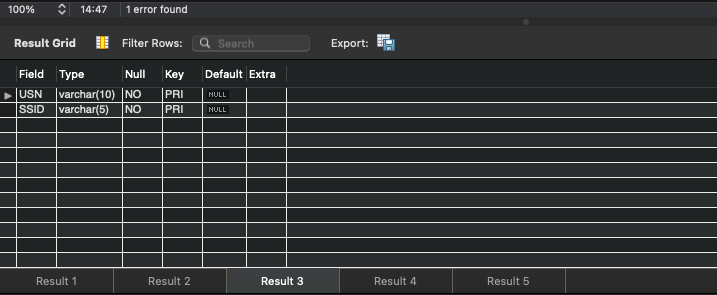 100% 14:47 1 error found
Result Grid Filter Rows: Search Export:
Field Type Null Key Default Extra
USN varchar(10) NO PRI NULL
SSID varchar(5) NO PRI NULL
Result 1 Result 2 Result 3 Result 4 Result 5